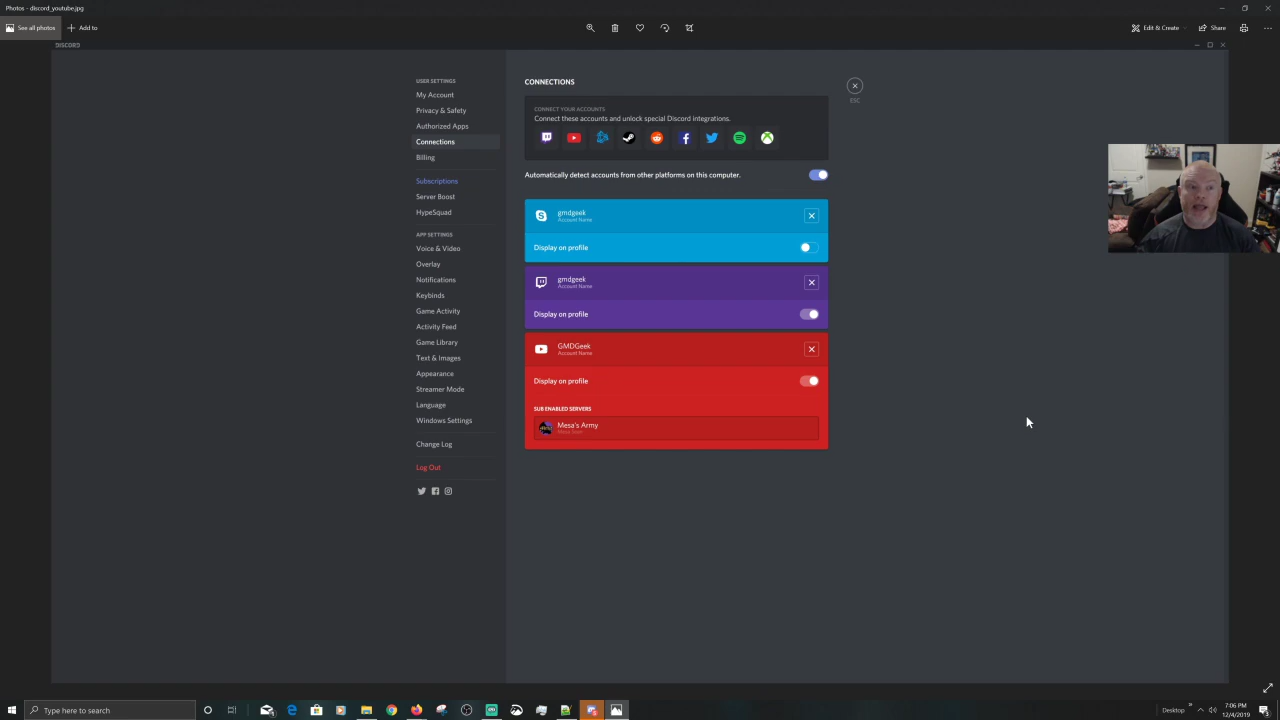 Photos - discord_youtube.jpg
See all photos
Add to
Edit & Create
Share
DISCORD
USER SETTINGS
My Account
Privacy & Safety
Authorized Apps
Connections
Billing
Subscriptions
Server Boost
HypeSquad
APP SETTINGS
Voice & Video
Overlay
Notifications
Keybinds
Game Activity
Activity Feed
Game Library
Text & Images
Appearance
Streamer Mode
Language
Windows Settings
Change Log
Log Out
CONNECTIONS
ESC
CONNECT YOUR ACCOUNTS
Connect these accounts and unlock special Discord integrations.
Automatically detect accounts from other platforms on this computer.
gmdgeek
Account Name
Display on profile
gmdgeek
Account Name
Display on profile
GMDGeek
Account Name
Display on profile
SUB ENABLED SERVERS
Mesa's Army
Type here to search
Desktop
7:06 PM
12/4/2019